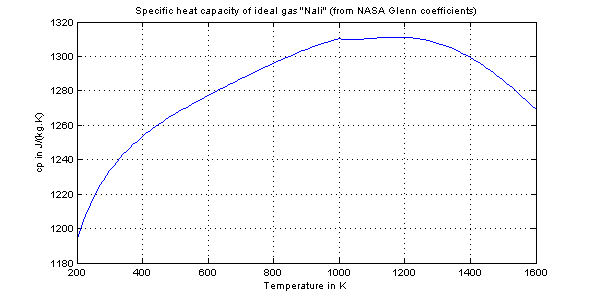 Specific heat capacity of ideal gas "Nali" (from NASA Glenn coefficients)
1320
1300
1280
1260
1240
1220
1200
1180
cp in J/(kg.K)
200 400 600 800 1000 1200 1400 1600
Temperature in K